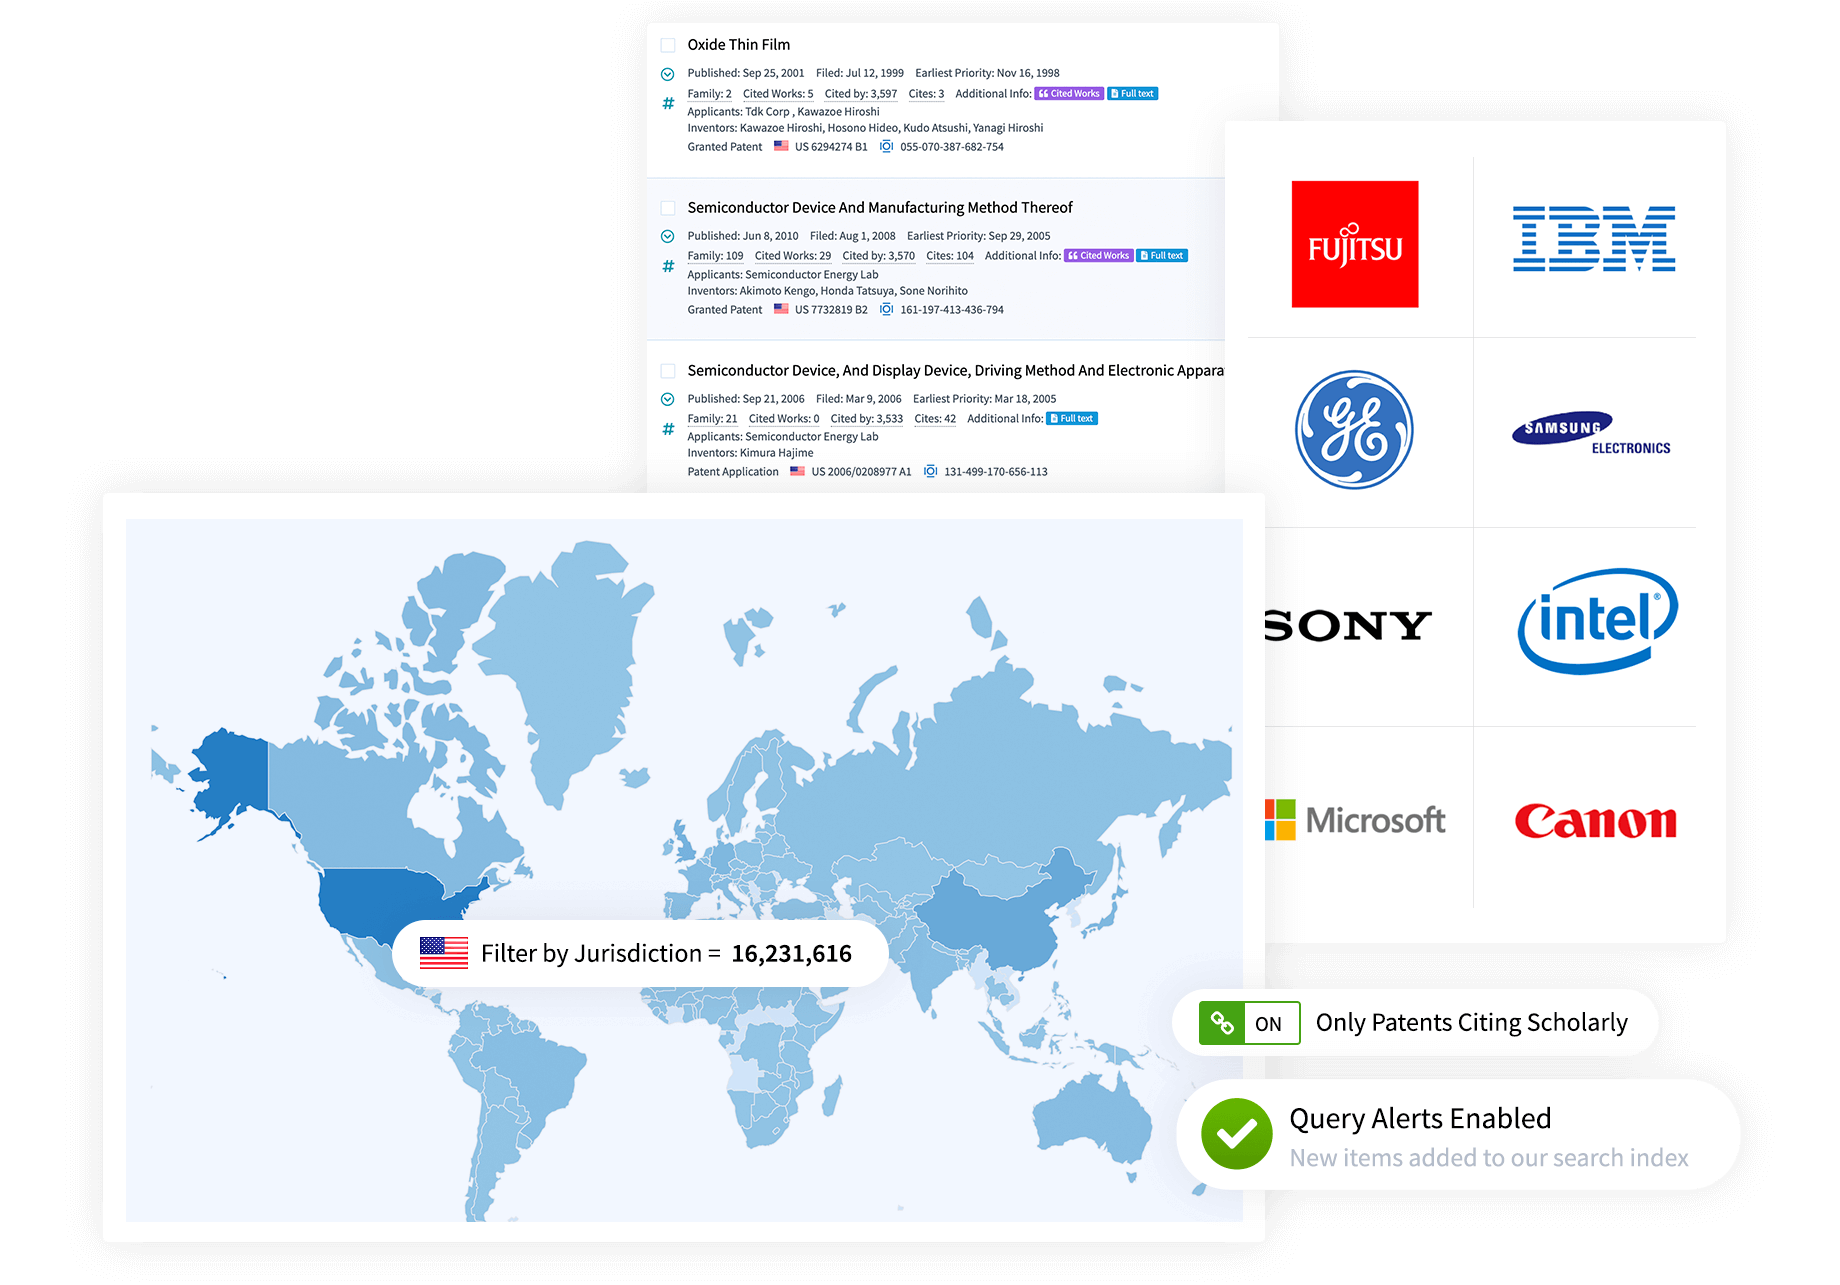 Oxide Thin Film
Published: Sep 25, 2001 Filed: Jul 12, 1999 Earliest Priority: Nov 16, 1998
Family: 2 Cited Works: 5 Cited by: 3,597 Cites: 3 Additional Info: Cited Works Full text
Applicants: Tdk Corp , Kawazoe Hiroshi
Inventors: Kawazoe Hiroshi, Hosono Hideo, Kudo Atsushi, Yanagi Hiroshi
Granted Patent US 6294274 B1 055-070-387-682-754
Semiconductor Device And Manufacturing Method Thereof
Published: Jun 8, 2010 Filed: Aug 1, 2008 Earliest Priority: Sep 29, 2005
Family: 109 Cited Works: 29 Cited by: 3,570 Cites: 104 Additional Info: Cited Works Full text
Applicants: Semiconductor Energy Lab
Inventors: Akimoto Kengo, Honda Tatsuya, Sone Norihito
Granted Patent US 7732819 B2 161-197-413-436-794
Semiconductor Device, And Display Device, Driving Method And Electronic Appara
Published: Sep 21, 2006 Filed: Mar 9, 2006 Earliest Priority: Mar 18, 2005
Family: 21 Cited Works: 0 Cited by: 3,533 Cites: 42 Additional Info: Full text
Applicants: Semiconductor Energy Lab
Inventors: Kimura Hajime
Patent Application US 2006/0208977 A1 131-499-170-656-113
FUJITSU
IBM
GE
SAMSUNG
ELECTRONICS
SONY
intel®
Microsoft
Canon
Filter by Jurisdiction = 16,231,616
ON Only Patents Citing Scholarly
Query Alerts Enabled
New items added to our search index